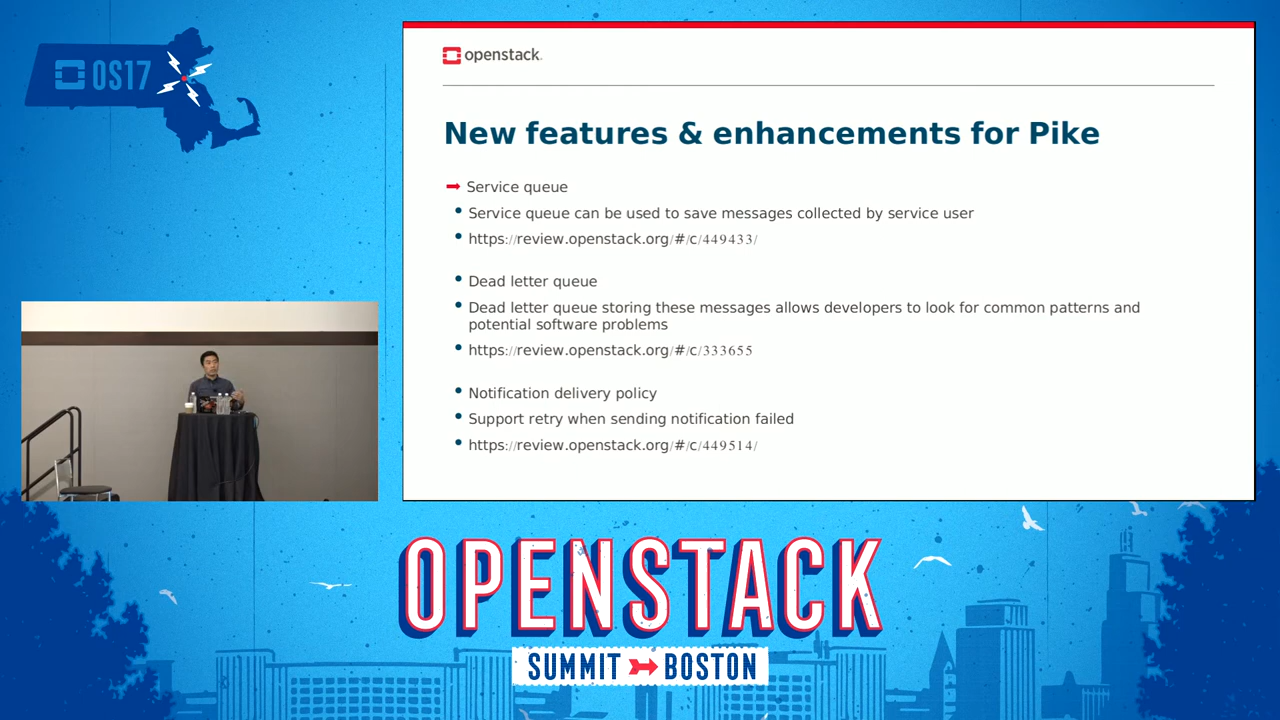 OS17
openstack.
New features & enhancements for Pike
Service queue
Service queue can be used to save messages collected by service user
https://review.openstack.org/#/c/449433/
Dead letter queue
Dead letter queue storing these messages allows developers to look for common patterns and
potential software problems
https://review.openstack.org/#/c/333655
Notification delivery policy
Support retry when sending notification failed
https://review.openstack.org/#/c/449514/
OPENSTACK
SUMMIT BOSTON